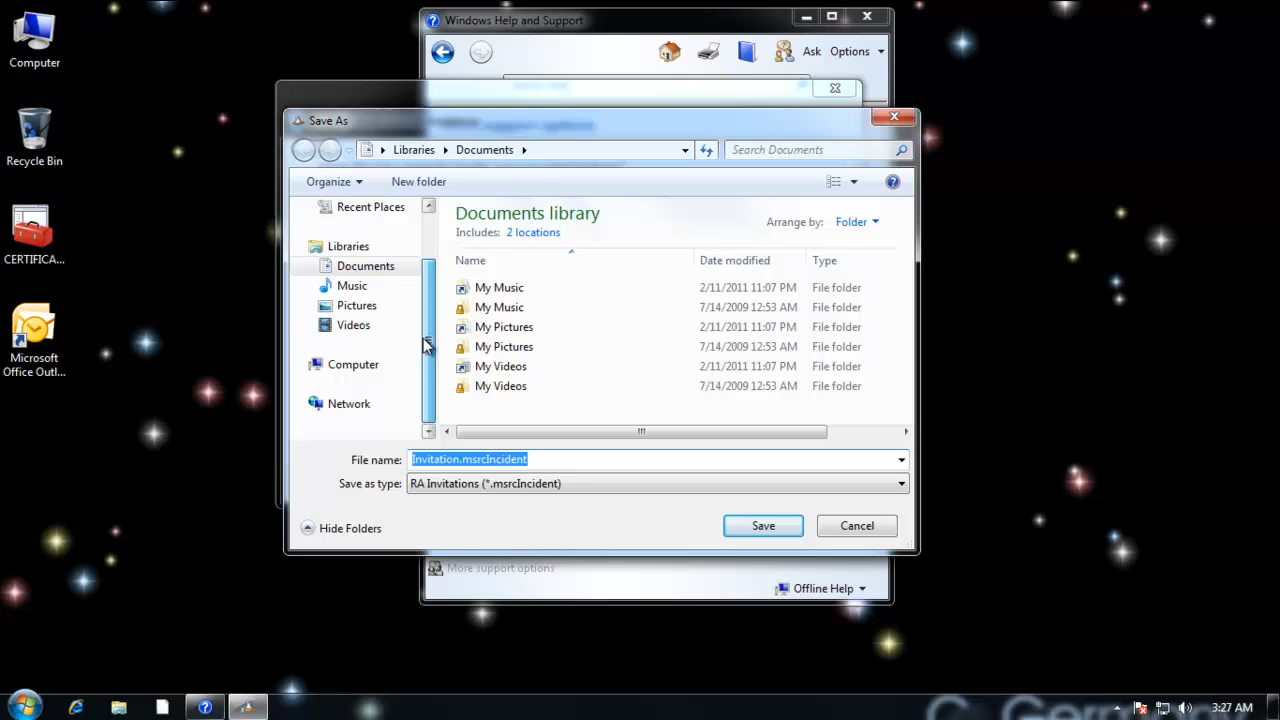 Computer
Recycle Bin
CERTIFICA...
Microsoft
Office Outl...
Windows Help and Support
Ask
Options
Save As
Libraries
Documents
Search Documents
Organize
New folder
Recent Places
Libraries
Documents
Music
Pictures
Videos
Computer
Network
Documents library
Includes: 2 locations
Arrange by: Folder
Name Date modified Type
My Music 2/11/2011 11:07 PM File folder
My Music 7/14/2009 12:53 AM File folder
My Pictures 2/11/2011 11:07 PM File folder
My Pictures 7/14/2009 12:53 AM File folder
My Videos 2/11/2011 11:07 PM File folder
My Videos 7/14/2009 12:53 AM File folder
File name: Invitation.msrcIncident
Save as type: RA Invitations (*.msrcIncident)
Hide Folders
Save
Cancel
More support options
Offline Help
3:27 AM